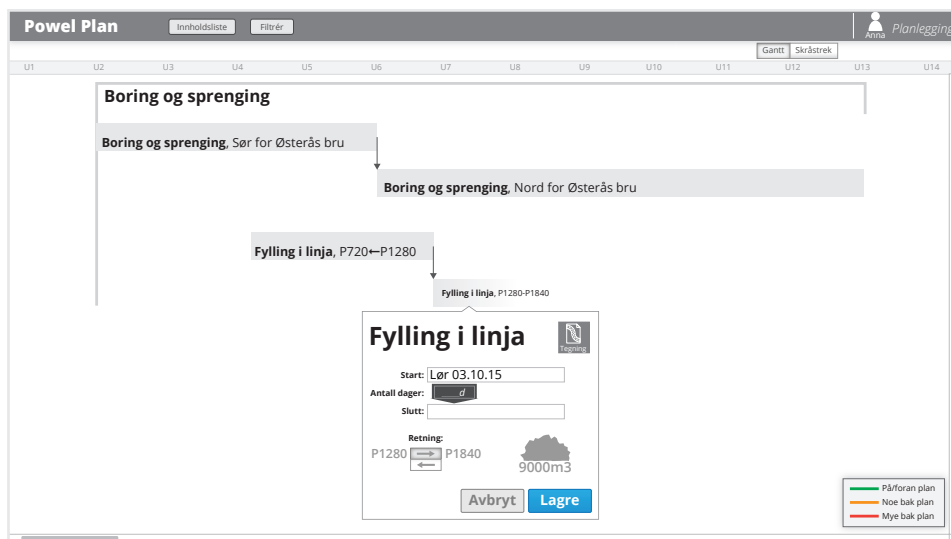 Powel Plan Innholdsliste Filtrér Anna Planlegging
Gantt Skråstrek
U1 U2 U3 U4 U5 U6 U7 U8 U9 U10 U11 U12 U13 U14
Boring og sprenging
Boring og sprenging, Sør for Østerås bru
Boring og sprenging, Nord for Østerås bru
Fylling i linja, P720←P1280
Fylling i linja, P1280-P1840
Fylling i linja
Tegning
Start: Lør 03.10.15
Antall dager: d
Slutt:
Retning:
P1280 → P1840
←
9000m3
Avbryt Lagre
På/foran plan
Noe bak plan
Mye bak plan